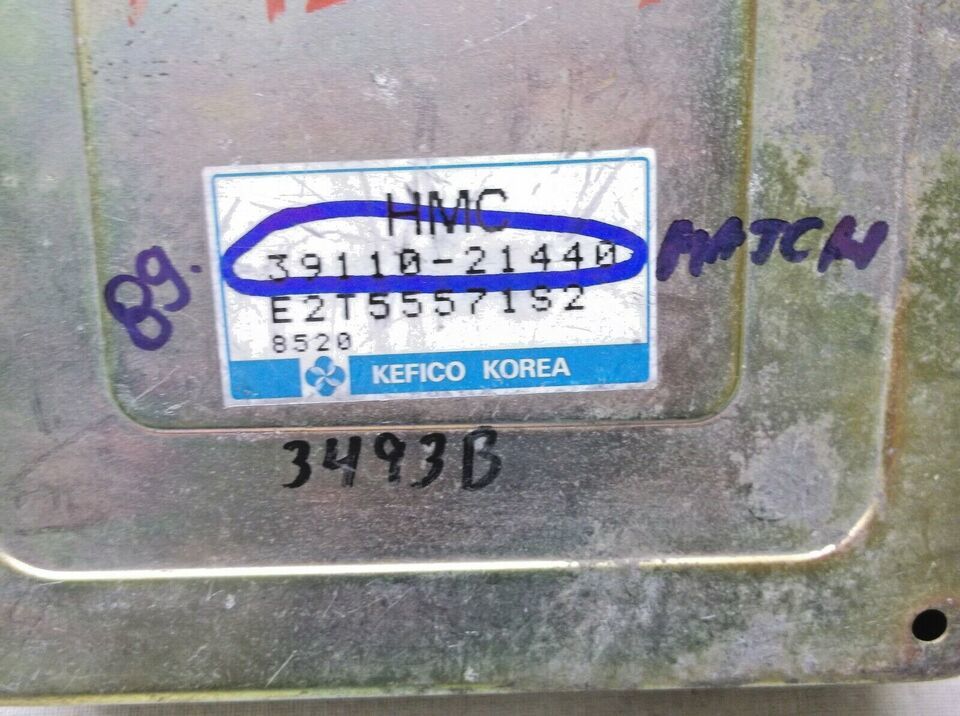 HMC
39110-21440
MATCH
89.
E2T55571S2
8520
KEFICO KOREA
3493B